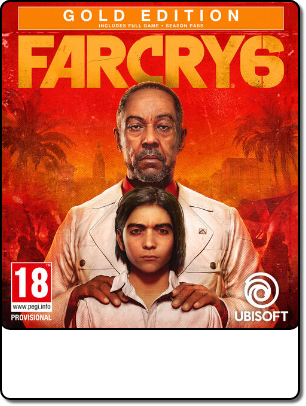 GOLD EDITION
INCLUDES FULL GAME + SEASON PASS
FARCRY6
18
www.pegi.info
PROVISIONAL
UBISOFT